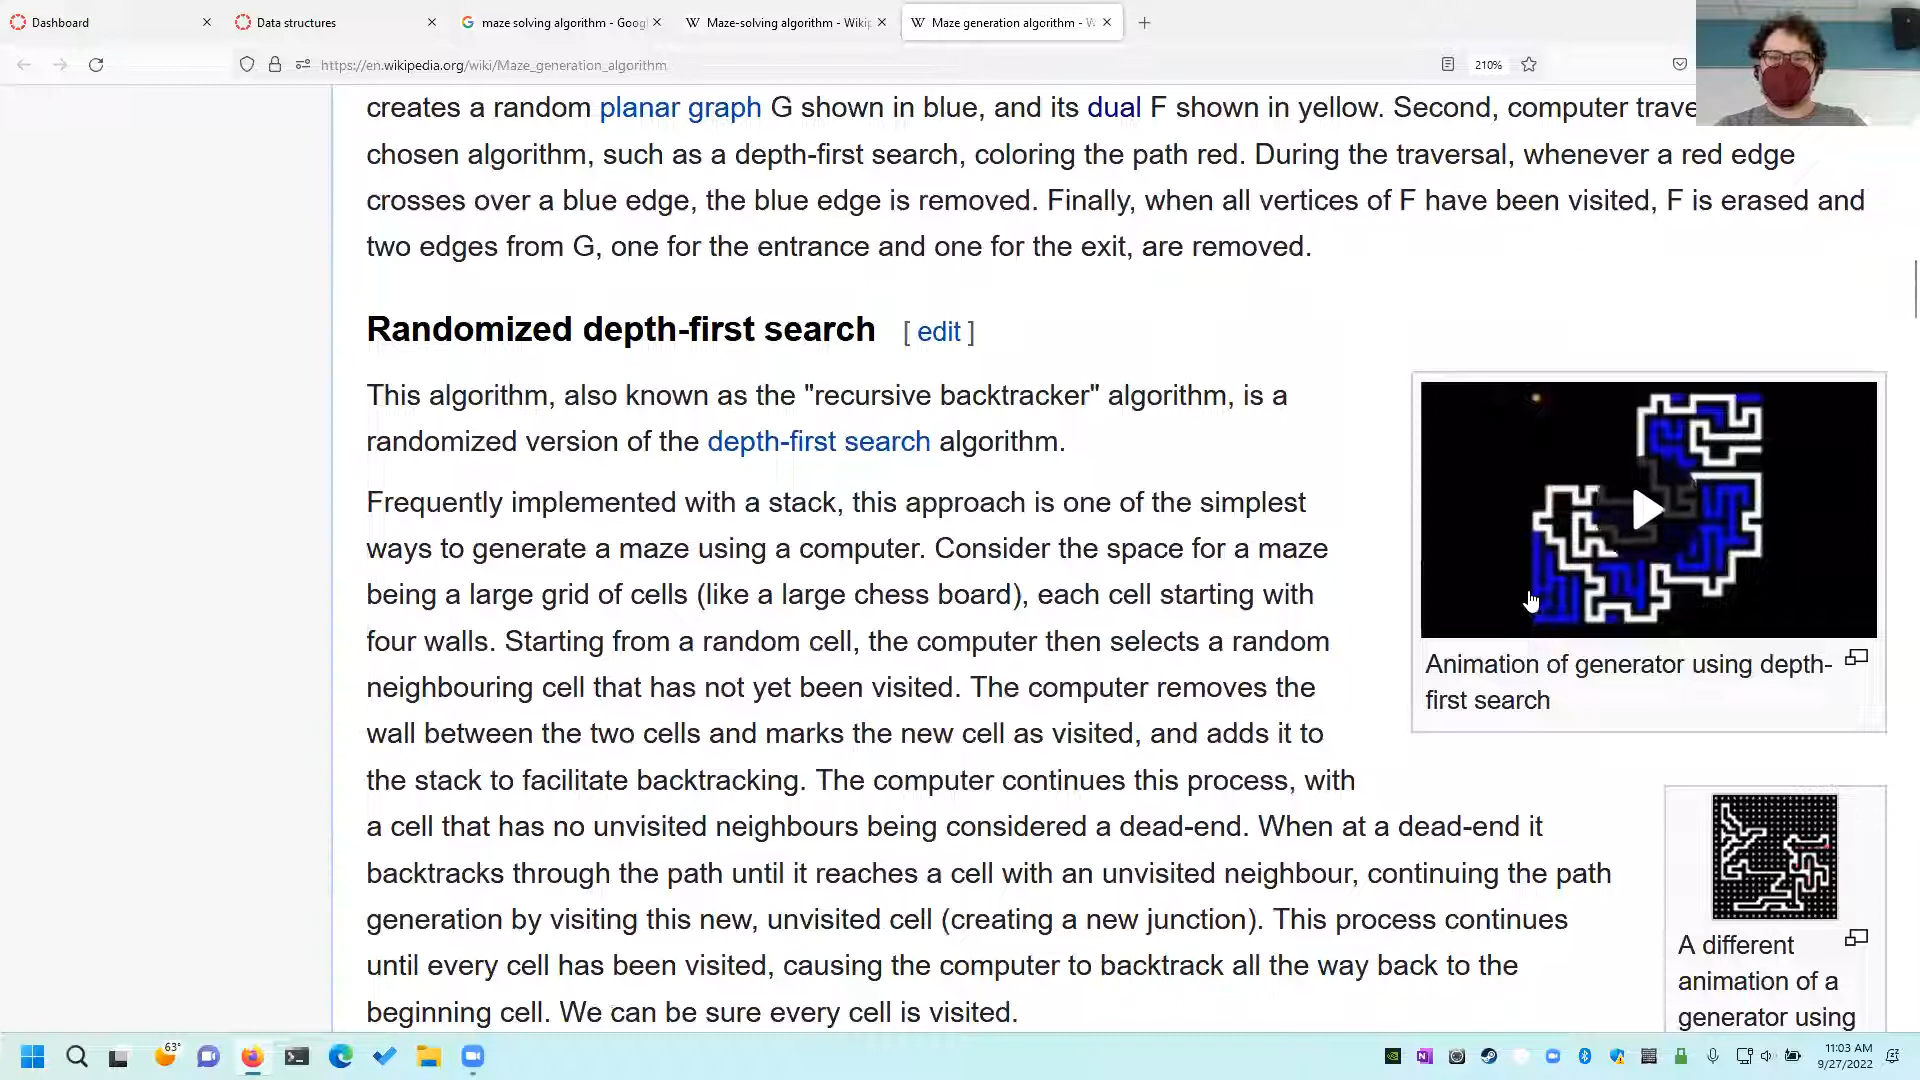 Dashboard
Data structures
maze solving algorithm - Goog
Maze-solving algorithm - Wikip
Maze generation algorithm - W
https://en.wikipedia.org/wiki/Maze_generation_algorithm
210%
creates a random planar graph G shown in blue, and its dual F shown in yellow. Second, computer trave
chosen algorithm, such as a depth-first search, coloring the path red. During the traversal, whenever a red edge
crosses over a blue edge, the blue edge is removed. Finally, when all vertices of F have been visited, F is erased and
two edges from G, one for the entrance and one for the exit, are removed.
Randomized depth-first search [ edit ]
This algorithm, also known as the "recursive backtracker" algorithm, is a
randomized version of the depth-first search algorithm.
Frequently implemented with a stack, this approach is one of the simplest
ways to generate a maze using a computer. Consider the space for a maze
being a large grid of cells (like a large chess board), each cell starting with
four walls. Starting from a random cell, the computer then selects a random
neighbouring cell that has not yet been visited. The computer removes the
wall between the two cells and marks the new cell as visited, and adds it to
the stack to facilitate backtracking. The computer continues this process, with
a cell that has no unvisited neighbours being considered a dead-end. When at a dead-end it
backtracks through the path until it reaches a cell with an unvisited neighbour, continuing the path
generation by visiting this new, unvisited cell (creating a new junction). This process continues
until every cell has been visited, causing the computer to backtrack all the way back to the
beginning cell. We can be sure every cell is visited.
Animation of generator using depth-
first search
A different
animation of a
generator using
63°
11:03 AM
9/27/2022